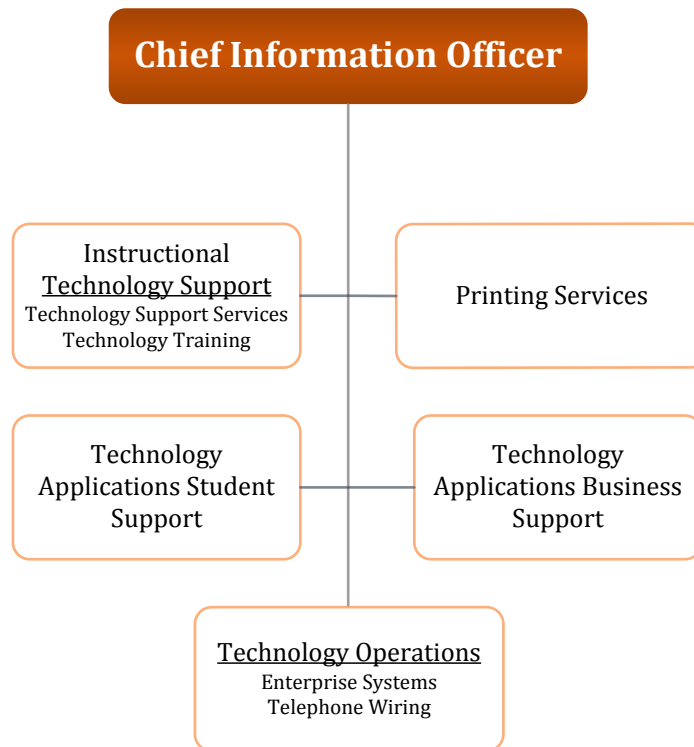 Chief Information Officer
Instructional
Technology Support
Technology Support Services
Technology Training
Printing Services
Technology
Applications Student
Support
Technology
Applications Business
Support
Technology Operations
Enterprise Systems
Telephone Wiring